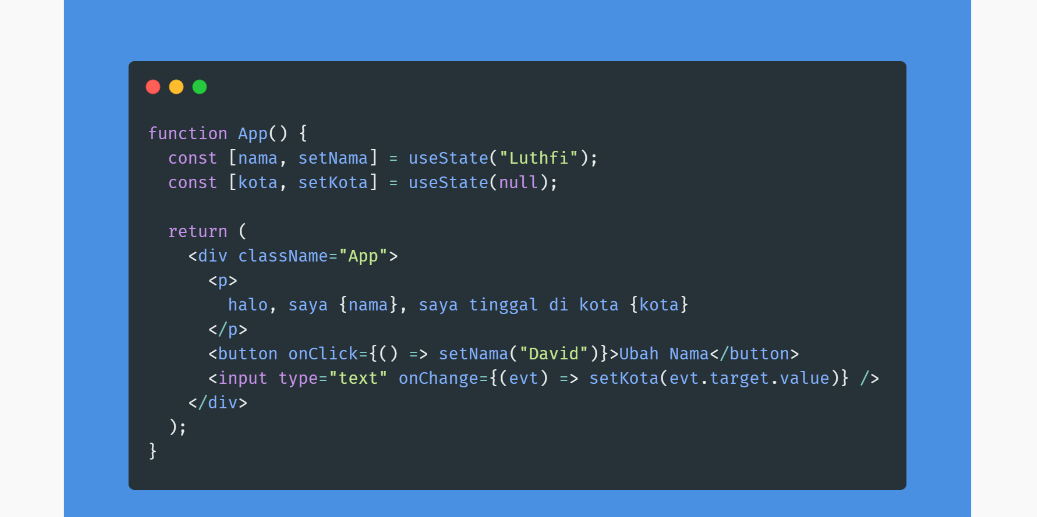 function App() {
  const [nama, setNama] = useState("Luthfi");
  const [kota, setKota] = useState(null);

  return (
    <div className="App">
      <p>
        halo, saya {nama}, saya tinggal di kota {kota}
      </p>
      <button onClick={() => setNama("David")}>Ubah Nama</button>
      <input type="text" onChange={(evt) => setKota(evt.target.value)} />
    </div>
  );
}